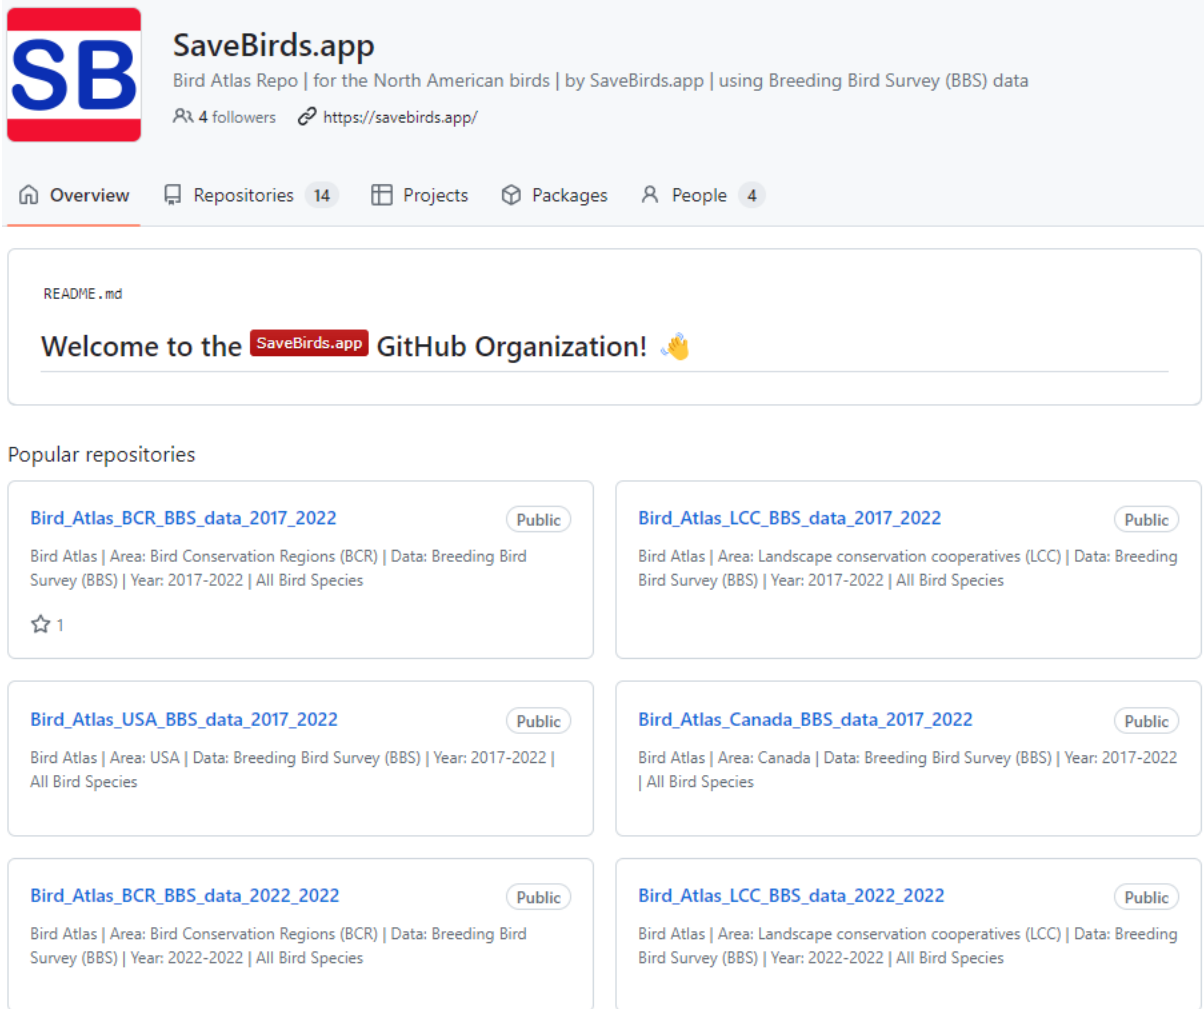 SB
SaveBirds.app
Bird Atlas Repo | for the North American birds | by SaveBirds.app | using Breeding Bird Survey (BBS) data
4 followers https://savebirds.app/
Overview Repositories 14 Projects Packages People 4
README.md
Welcome to the SaveBirds.app GitHub Organization! 👋
Popular repositories
Bird_Atlas_BCR_BBS_data_2017_2022 Public
Bird Atlas | Area: Bird Conservation Regions (BCR) | Data: Breeding Bird
Survey (BBS) | Year: 2017-2022 | All Bird Species
1
Bird_Atlas_LCC_BBS_data_2017_2022 Public
Bird Atlas | Area: Landscape conservation cooperatives (LCC) | Data: Breeding
Bird Survey (BBS) | Year: 2017-2022 | All Bird Species
Bird_Atlas_USA_BBS_data_2017_2022 Public
Bird Atlas | Area: USA | Data: Breeding Bird Survey (BBS) | Year: 2017-2022 |
All Bird Species
Bird_Atlas_Canada_BBS_data_2017_2022 Public
Bird Atlas | Area: Canada | Data: Breeding Bird Survey (BBS) | Year: 2017-2022
| All Bird Species
Bird_Atlas_BCR_BBS_data_2022_2022 Public
Bird Atlas | Area: Bird Conservation Regions (BCR) | Data: Breeding Bird
Survey (BBS) | Year: 2022-2022 | All Bird Species
Bird_Atlas_LCC_BBS_data_2022_2022 Public
Bird Atlas | Area: Landscape conservation cooperatives (LCC) | Data: Breeding
Bird Survey (BBS) | Year: 2022-2022 | All Bird Species